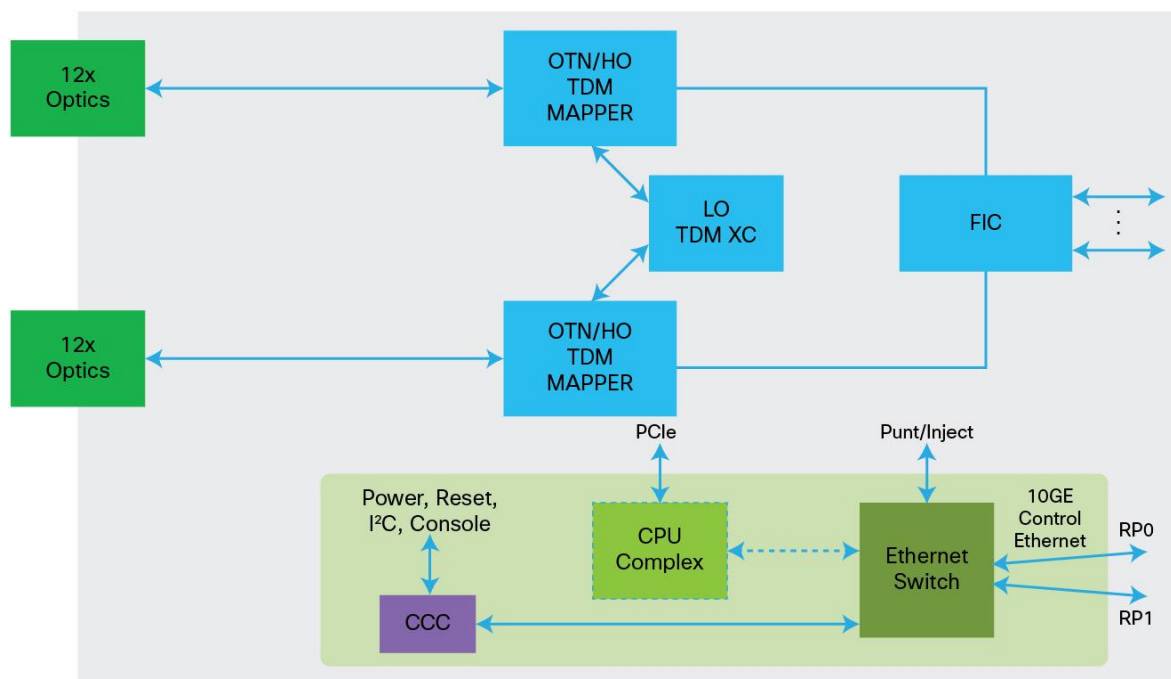 12x
Optics
OTN/HO
TDM
MAPPER
LO
TDM XC
FIC
12x
Optics
OTN/HO
TDM
MAPPER
PCIe
Punt/Inject
Power, Reset,
I²C, Console
CPU
Complex
Ethernet
Switch
10GE
Control
Ethernet
RP0
RP1
CCC